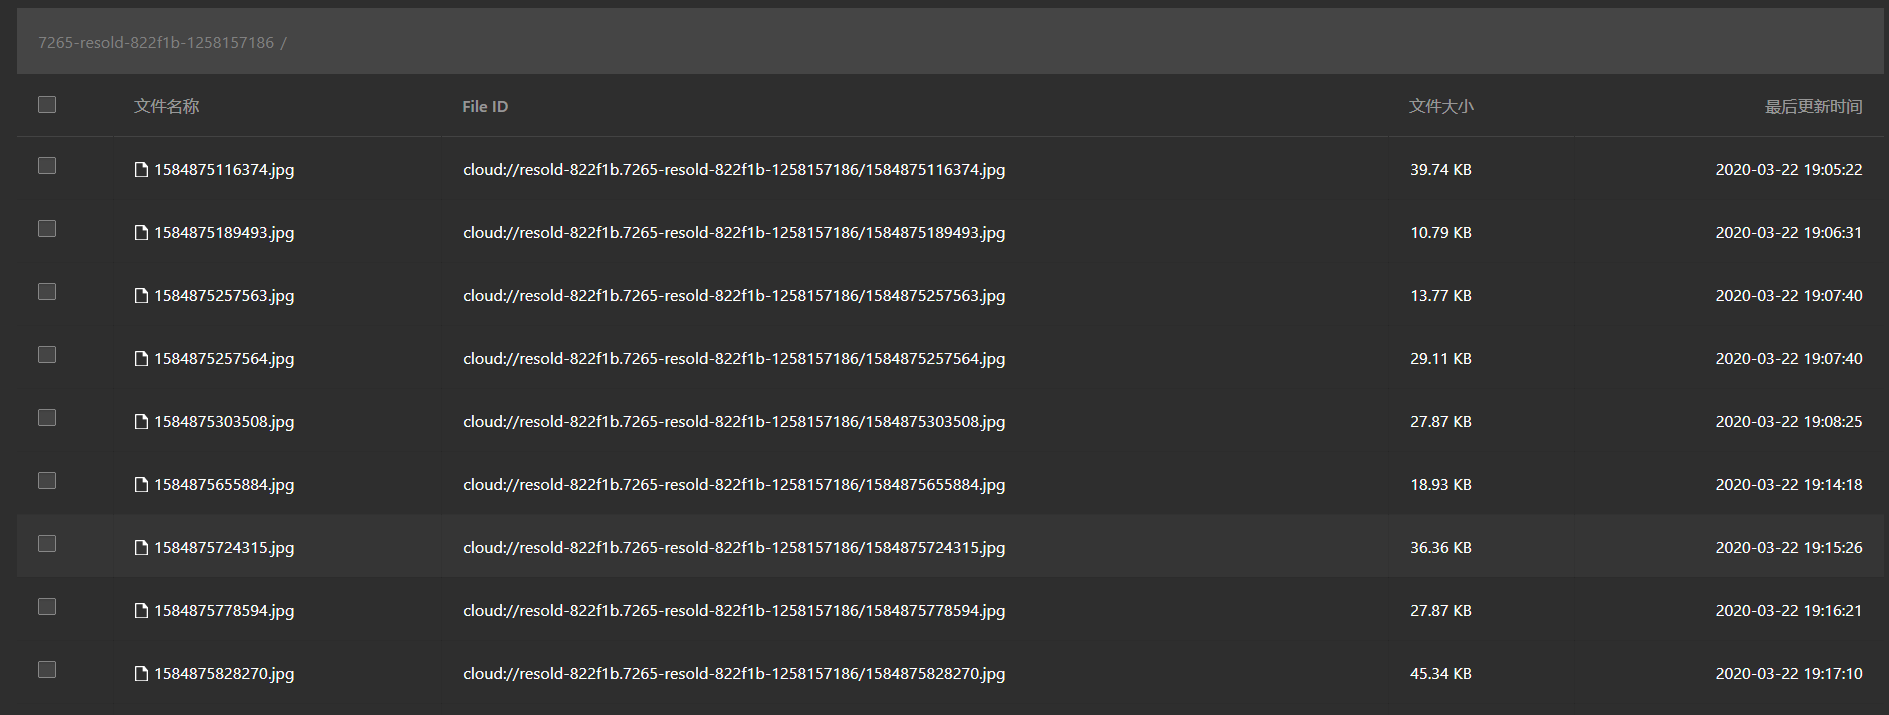 7265-resold-822f1b-1258157186 /
文件名称 File ID 文件大小 最后更新时间
1584875116374.jpg cloud://resold-822f1b.7265-resold-822f1b-1258157186/1584875116374.jpg 39.74 KB 2020-03-22 19:05:22
1584875189493.jpg cloud://resold-822f1b.7265-resold-822f1b-1258157186/1584875189493.jpg 10.79 KB 2020-03-22 19:06:31
1584875257563.jpg cloud://resold-822f1b.7265-resold-822f1b-1258157186/1584875257563.jpg 13.77 KB 2020-03-22 19:07:40
1584875257564.jpg cloud://resold-822f1b.7265-resold-822f1b-1258157186/1584875257564.jpg 29.11 KB 2020-03-22 19:07:40
1584875303508.jpg cloud://resold-822f1b.7265-resold-822f1b-1258157186/1584875303508.jpg 27.87 KB 2020-03-22 19:08:25
1584875655884.jpg cloud://resold-822f1b.7265-resold-822f1b-1258157186/1584875655884.jpg 18.93 KB 2020-03-22 19:14:18
1584875724315.jpg cloud://resold-822f1b.7265-resold-822f1b-1258157186/1584875724315.jpg 36.36 KB 2020-03-22 19:15:26
1584875778594.jpg cloud://resold-822f1b.7265-resold-822f1b-1258157186/1584875778594.jpg 27.87 KB 2020-03-22 19:16:21
1584875828270.jpg cloud://resold-822f1b.7265-resold-822f1b-1258157186/1584875828270.jpg 45.34 KB 2020-03-22 19:17:10